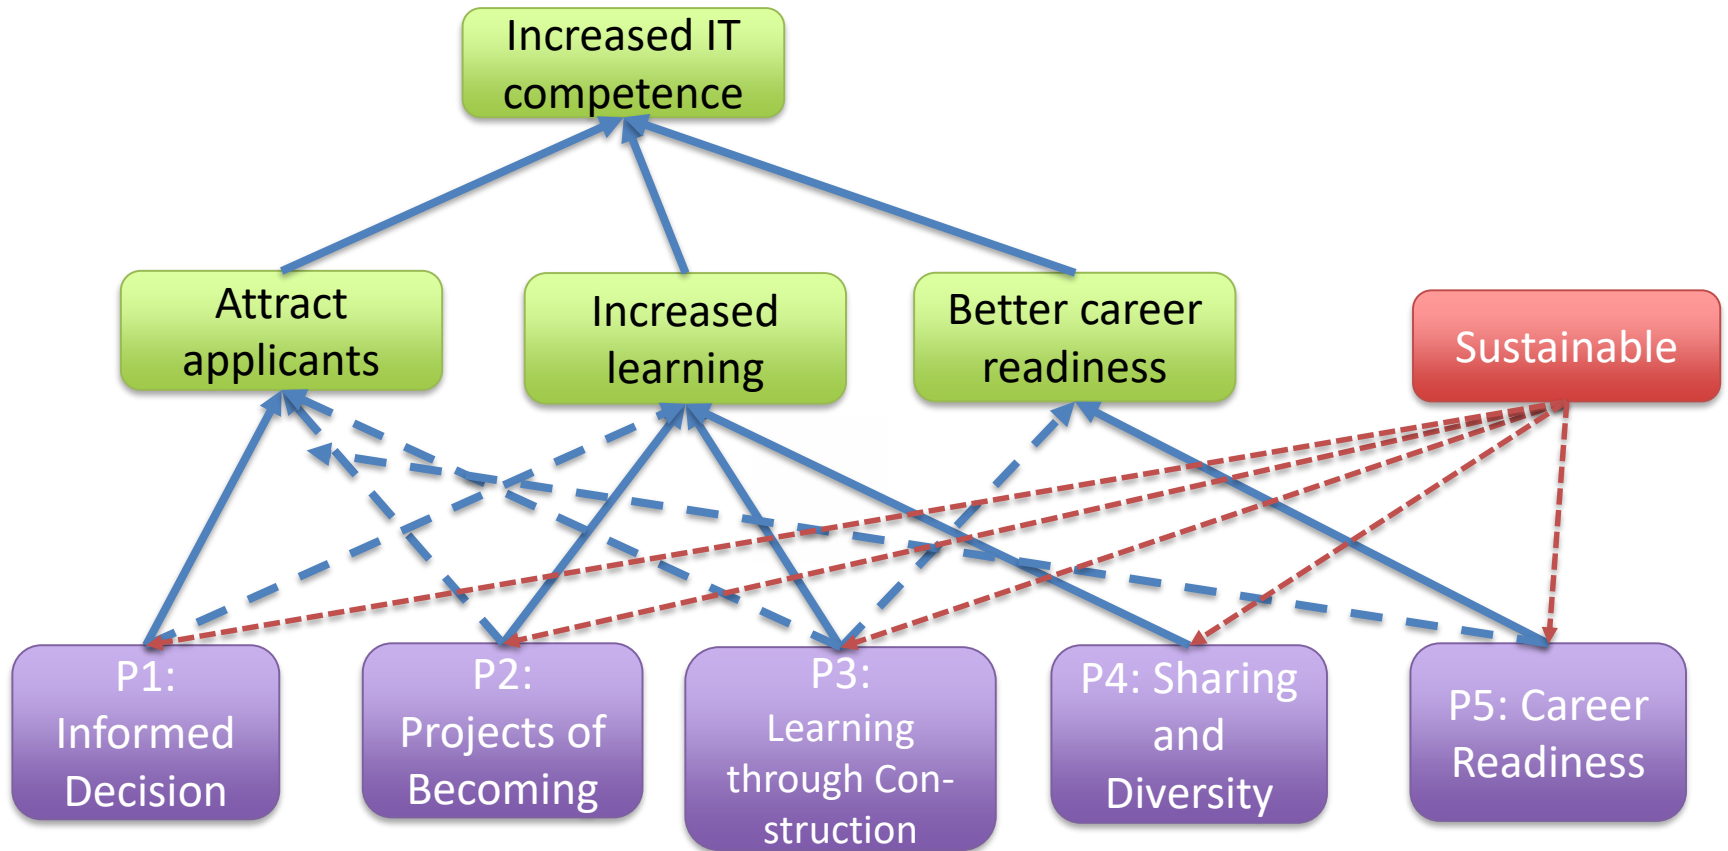 Increased IT
competence
Attract
applicants
Increased
learning
Better career
readiness
Sustainable
P1:
Informed
Decision
P2:
Projects of
Becoming
P3:
Learning
through Con-
struction
P4: Sharing
and
Diversity
P5: Career
Readiness